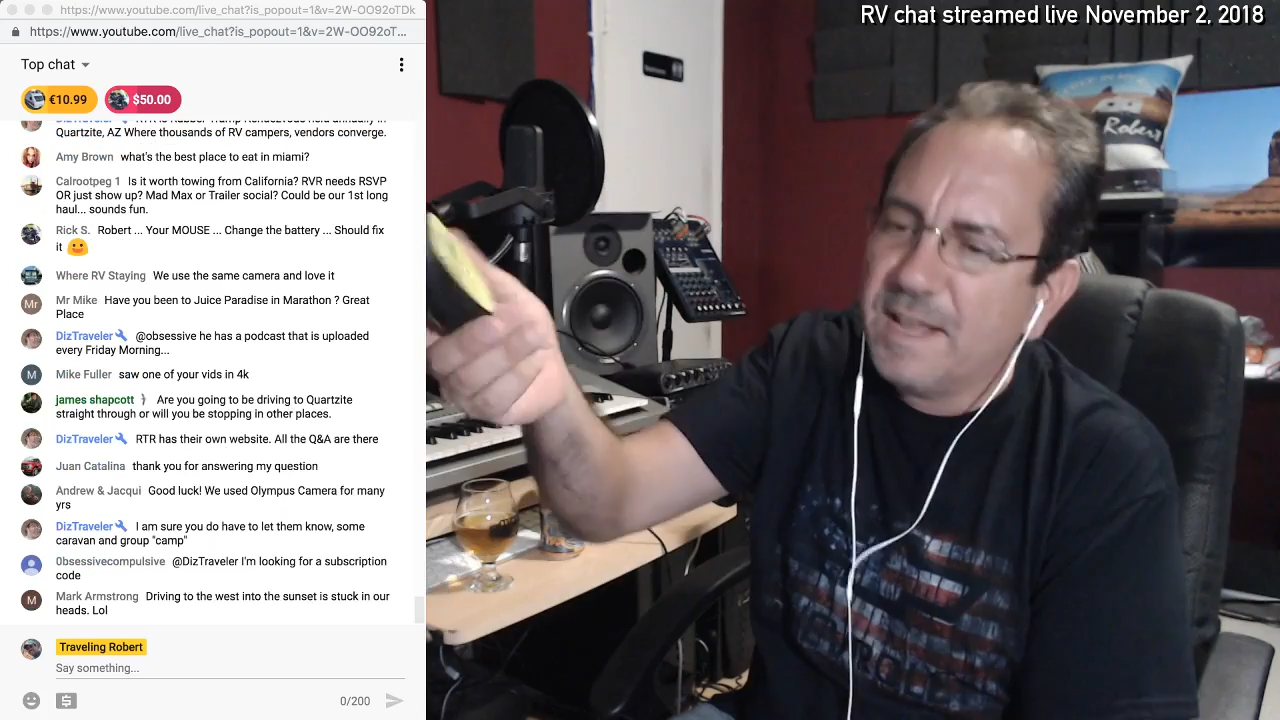 RV chat streamed live November 2, 2018
https://www.youtube.com/live_chat?is_popout=1&v=2W-OO92oTDk
https://www.youtube.com/live_chat?is_popout=1&v=2W-OO92oT...
Top chat
€10.99 $50.00
Quartzite, AZ Where thousands of RV campers, vendors converge.
Amy Brown what's the best place to eat in miami?
Calrootpeg 1 Is it worth towing from California? RVR needs RSVP
OR just show up? Mad Max or Trailer social? Could be our 1st long
haul... sounds fun.
Rick S. Robert ... Your MOUSE ... Change the battery ... Should fix
it
Where RV Staying We use the same camera and love it
Mr Mike Have you been to Juice Paradise in Marathon ? Great
Place
DizTraveler @obsessive he has a podcast that is uploaded
every Friday Morning...
M Mike Fuller saw one of your vids in 4k
james shapcott Are you going to be driving to Quartzite
straight through or will you be stopping in other places.
DizTraveler RTR has their own website. All the Q&A are there
Juan Catalina thank you for answering my question
Andrew & Jacqui Good luck! We used Olympus Camera for many
yrs
DizTraveler I am sure you do have to let them know, some
caravan and group "camp"
0bsessivecompulsive @DizTraveler I'm looking for a subscription
code
M Mark Armstrong Driving to the west into the sunset is stuck in our
heads. Lol
Traveling Robert
Say something...
0/200
Robert